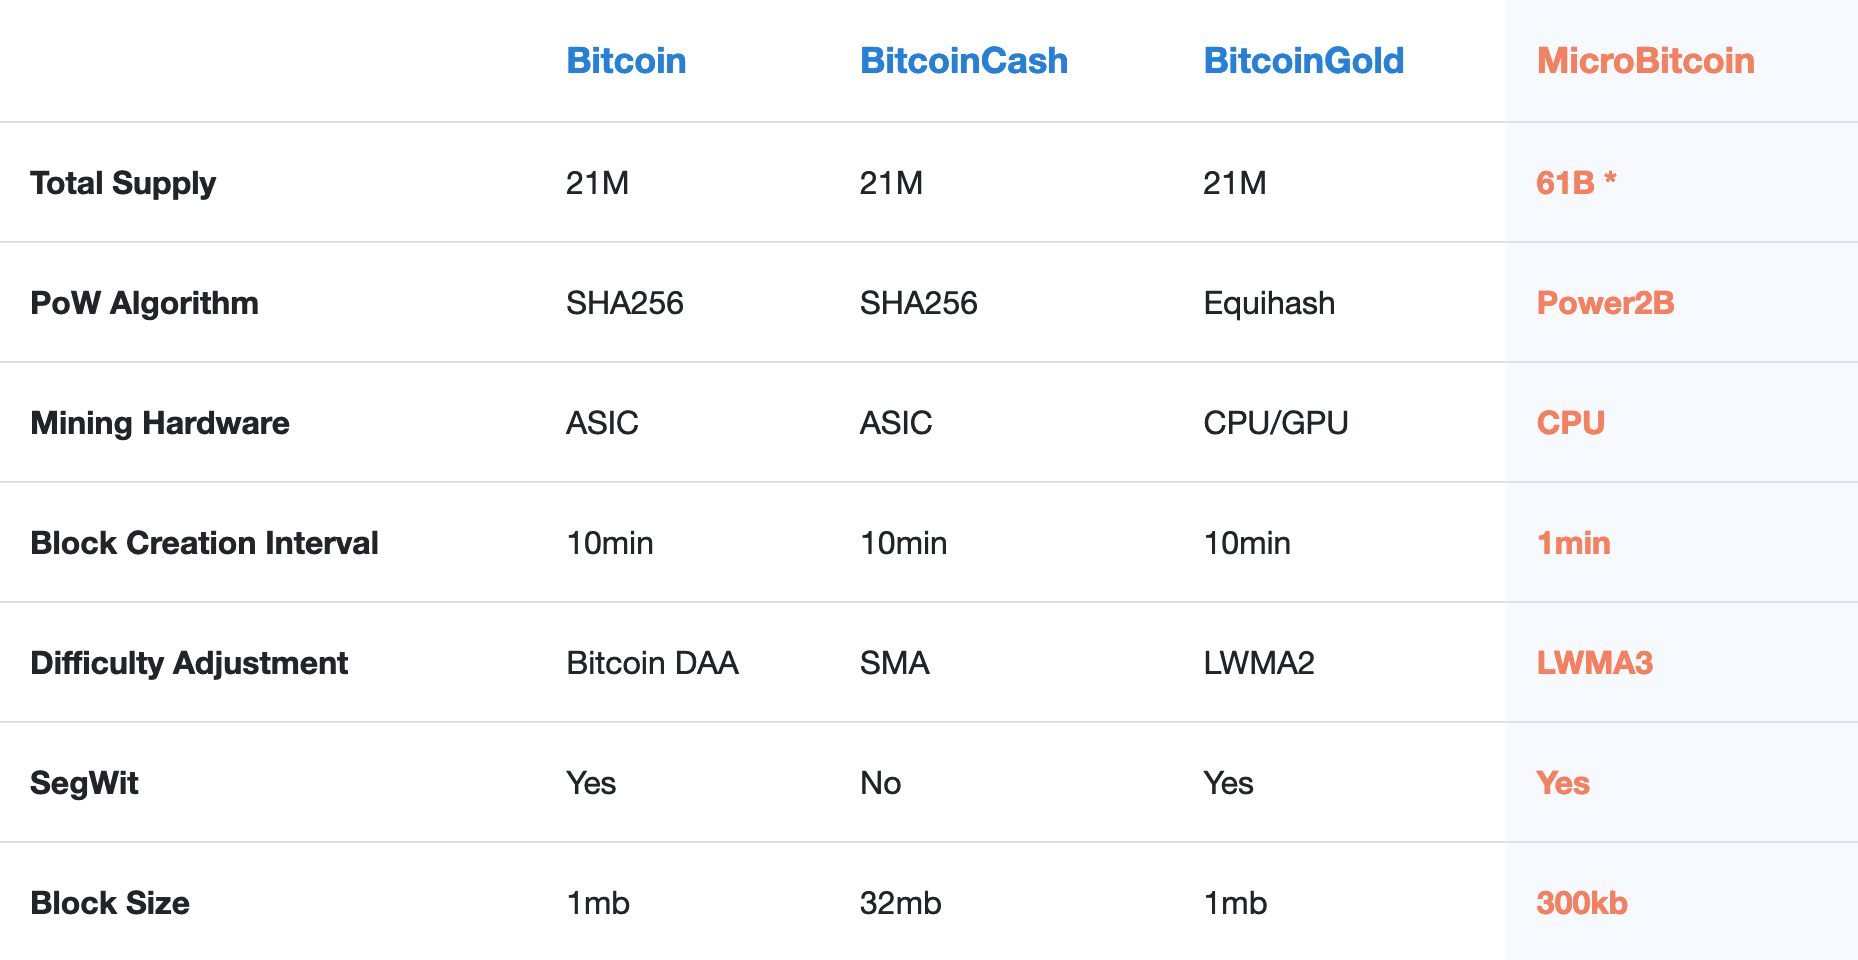 Bitcoin BitcoinCash BitcoinGold MicroBitcoin
Total Supply 21M 21M 21M 61B *
PoW Algorithm SHA256 SHA256 Equihash Power2B
Mining Hardware ASIC ASIC CPU/GPU CPU
Block Creation Interval 10min 10min 10min 1min
Difficulty Adjustment Bitcoin DAA SMA LWMA2 LWMA3
SegWit Yes No Yes Yes
Block Size 1mb 32mb 1mb 300kb